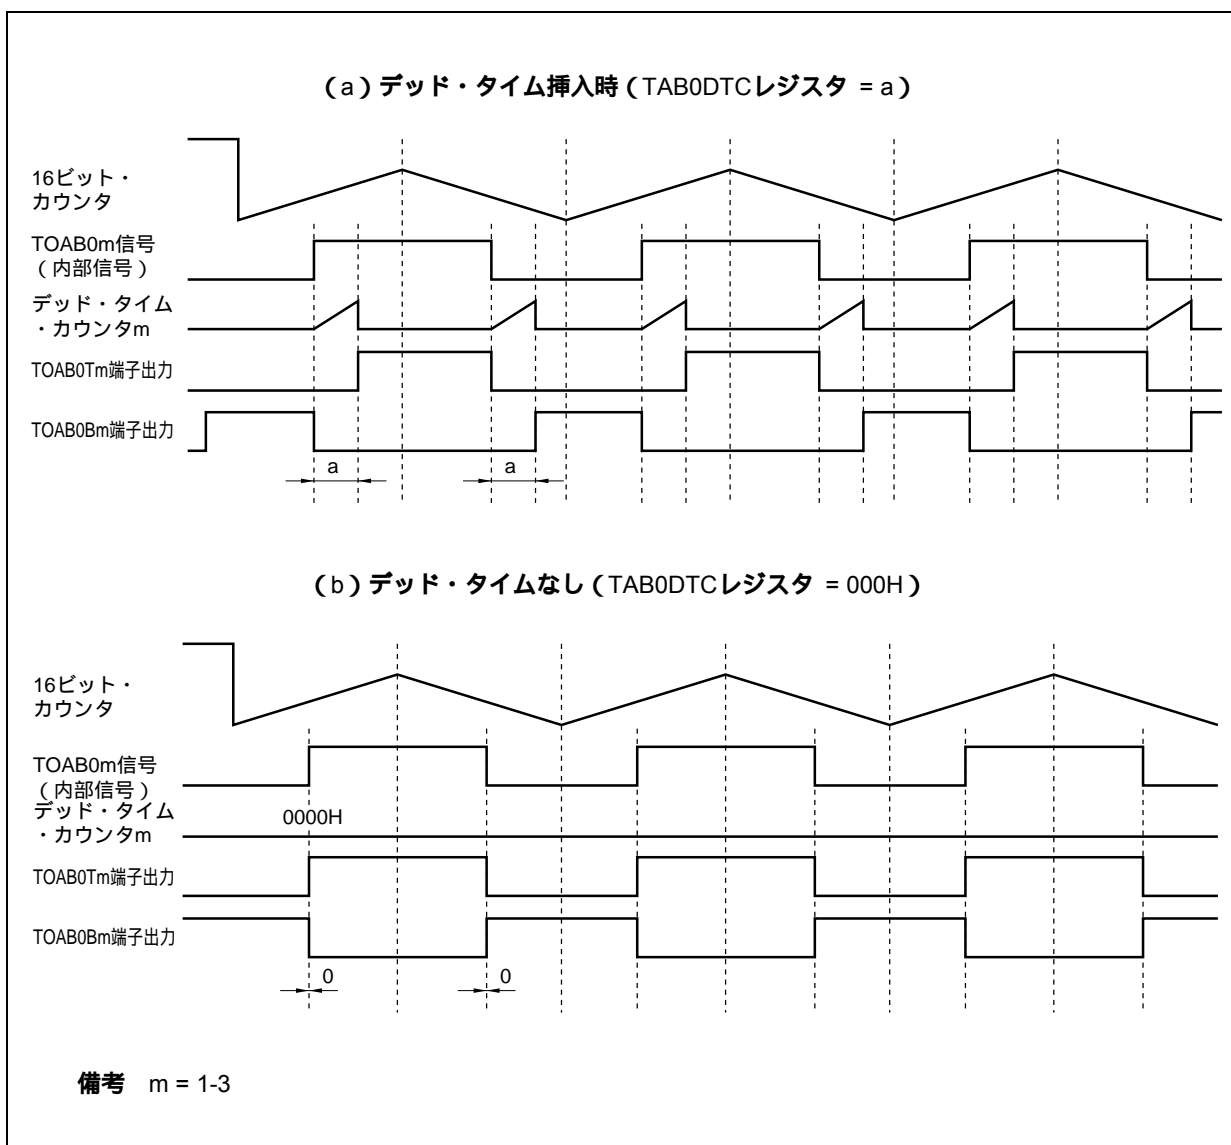 （a）デッド・タイム挿入時（TAB0DTCレジスタ = a）
16ビット・
カウンタ
TOAB0m信号
（内部信号）
デッド・タイム
・カウンタm
TOAB0Tm端子出力
TOAB0Bm端子出力
a
a
（b）デッド・タイムなし（TAB0DTCレジスタ = 000H）
16ビット・
カウンタ
TOAB0m信号
（内部信号）
デッド・タイム
・カウンタm
0000H
TOAB0Tm端子出力
TOAB0Bm端子出力
0
0
備考 m = 1-3